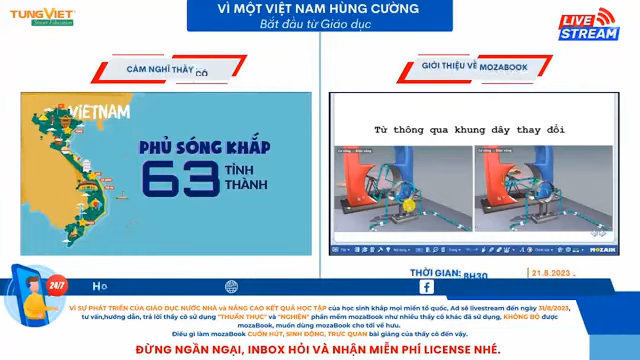 TUNGVIET
Smart Education
VÌ MỘT VIỆT NAM HÙNG CƯỜNG
Bắt đầu từ Giáo dục
LIVE
STREAM
CẢM NGHĨ THẦY CÔ
GIỚI THIỆU VỀ MOZABOOK
VIETNAM
PHỦ SÓNG KHẮP
63 TỈNH
THÀNH
Từ thông qua khung dây thay đổi
MOZAIK
THỜI GIAN: 8H30
21.8.2023
24/7
VÌ SỰ PHÁT TRIỂN CỦA GIÁO DỤC NƯỚC NHÀ và NÂNG CAO KẾT QUẢ HỌC TẬP của học sinh khắp mọi miền tổ quốc, Ad sẽ livestream đến ngày 31/8/2023,
tư vấn,hướng dẫn, trả lời thầy cô sử dụng "THUẦN THỤC" và "NGHIỆN" phần mềm mozaBook như nhiều thầy cô khác đã sử dụng, KHÔNG BỎ được
mozaBook, muốn dùng mozaBook cho tới về hưu.
Điều gì làm mozaBook CUỐN HÚT, SINH ĐỘNG, TRỰC QUAN bài giảng của thầy cô đến vậy.
ĐỪNG NGẦN NGẠI, INBOX HỎI VÀ NHẬN MIỄN PHÍ LICENSE NHÉ.